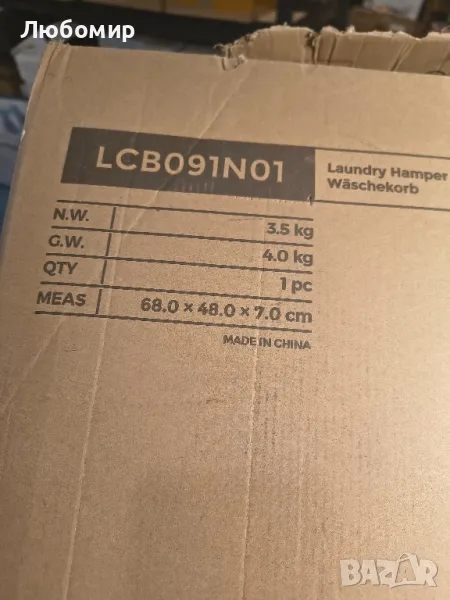 Любомир
LCB091N01
Laundry Hamper
Wäschekorb
N.W. 3.5 kg
G.W. 4.0 kg
QTY 1 pc
MEAS 68.0 × 48.0 × 7.0 cm
MADE IN CHINA
BAZAR